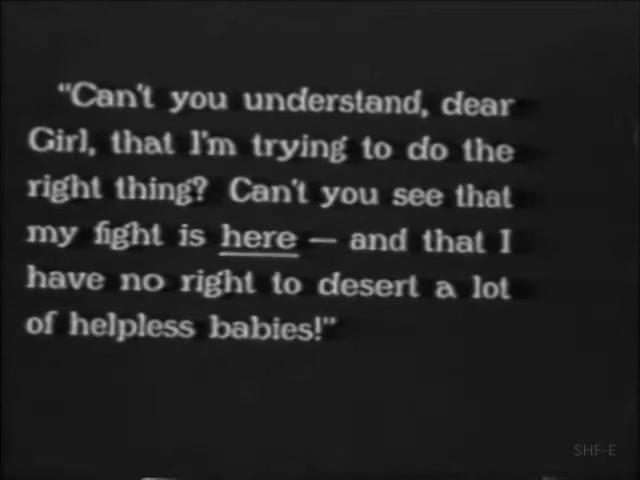 "Can't you understand, dear
Girl, that I'm trying to do the
right thing? Can't you see that
my fight is here — and that I
have no right to desert a lot
of helpless babies!"
SHF-E